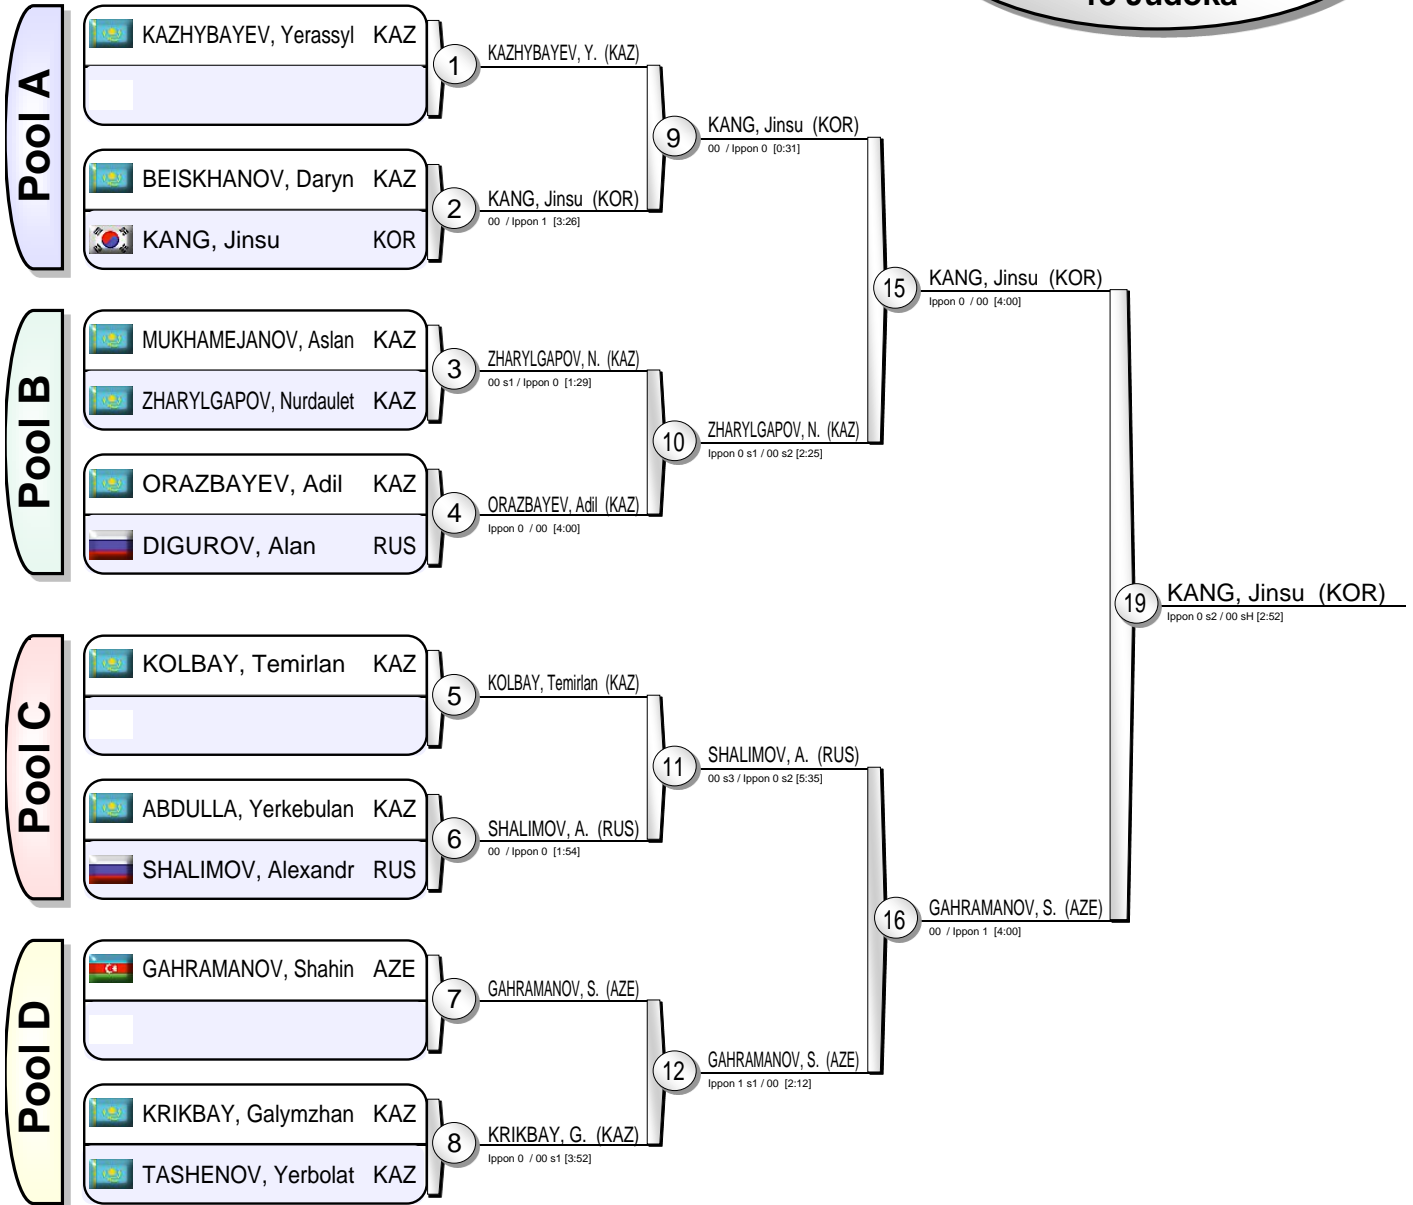 13 Judoka
Pool A
KAZHYBAYEV, Yerassyl KAZ
1
KAZHYBAYEV, Y. (KAZ)
BEISKHANOV, Daryn KAZ
KANG, Jinsu KOR
2
KANG, Jinsu (KOR)
00 / Ippon 1 [3:26]
9
KANG, Jinsu (KOR)
00 / Ippon 0 [0:31]
Pool B
MUKHAMEJANOV, Aslan KAZ
ZHARYLGAPOV, Nurdaulet KAZ
3
ZHARYLGAPOV, N. (KAZ)
00 s1 / Ippon 0 [1:29]
ORAZBAYEV, Adil KAZ
DIGUROV, Alan RUS
4
ORAZBAYEV, Adil (KAZ)
Ippon 0 / 00 [4:00]
10
ZHARYLGAPOV, N. (KAZ)
Ippon 0 s1 / 00 s2 [2:25]
15
KANG, Jinsu (KOR)
Ippon 0 / 00 [4:00]
Pool C
KOLBAY, Temirlan KAZ
5
KOLBAY, Temirlan (KAZ)
ABDULLA, Yerkebulan KAZ
SHALIMOV, Alexandr RUS
6
SHALIMOV, A. (RUS)
00 / Ippon 0 [1:54]
11
SHALIMOV, A. (RUS)
00 s3 / Ippon 0 s2 [5:35]
Pool D
GAHRAMANOV, Shahin AZE
7
GAHRAMANOV, S. (AZE)
KRIKBAY, Galymzhan KAZ
TASHENOV, Yerbolat KAZ
8
KRIKBAY, G. (KAZ)
Ippon 0 / 00 s1 [3:52]
12
GAHRAMANOV, S. (AZE)
Ippon 1 s1 / 00 [2:12]
16
GAHRAMANOV, S. (AZE)
00 / Ippon 1 [4:00]
19
KANG, Jinsu (KOR)
Ippon 0 s2 / 00 sH [2:52]